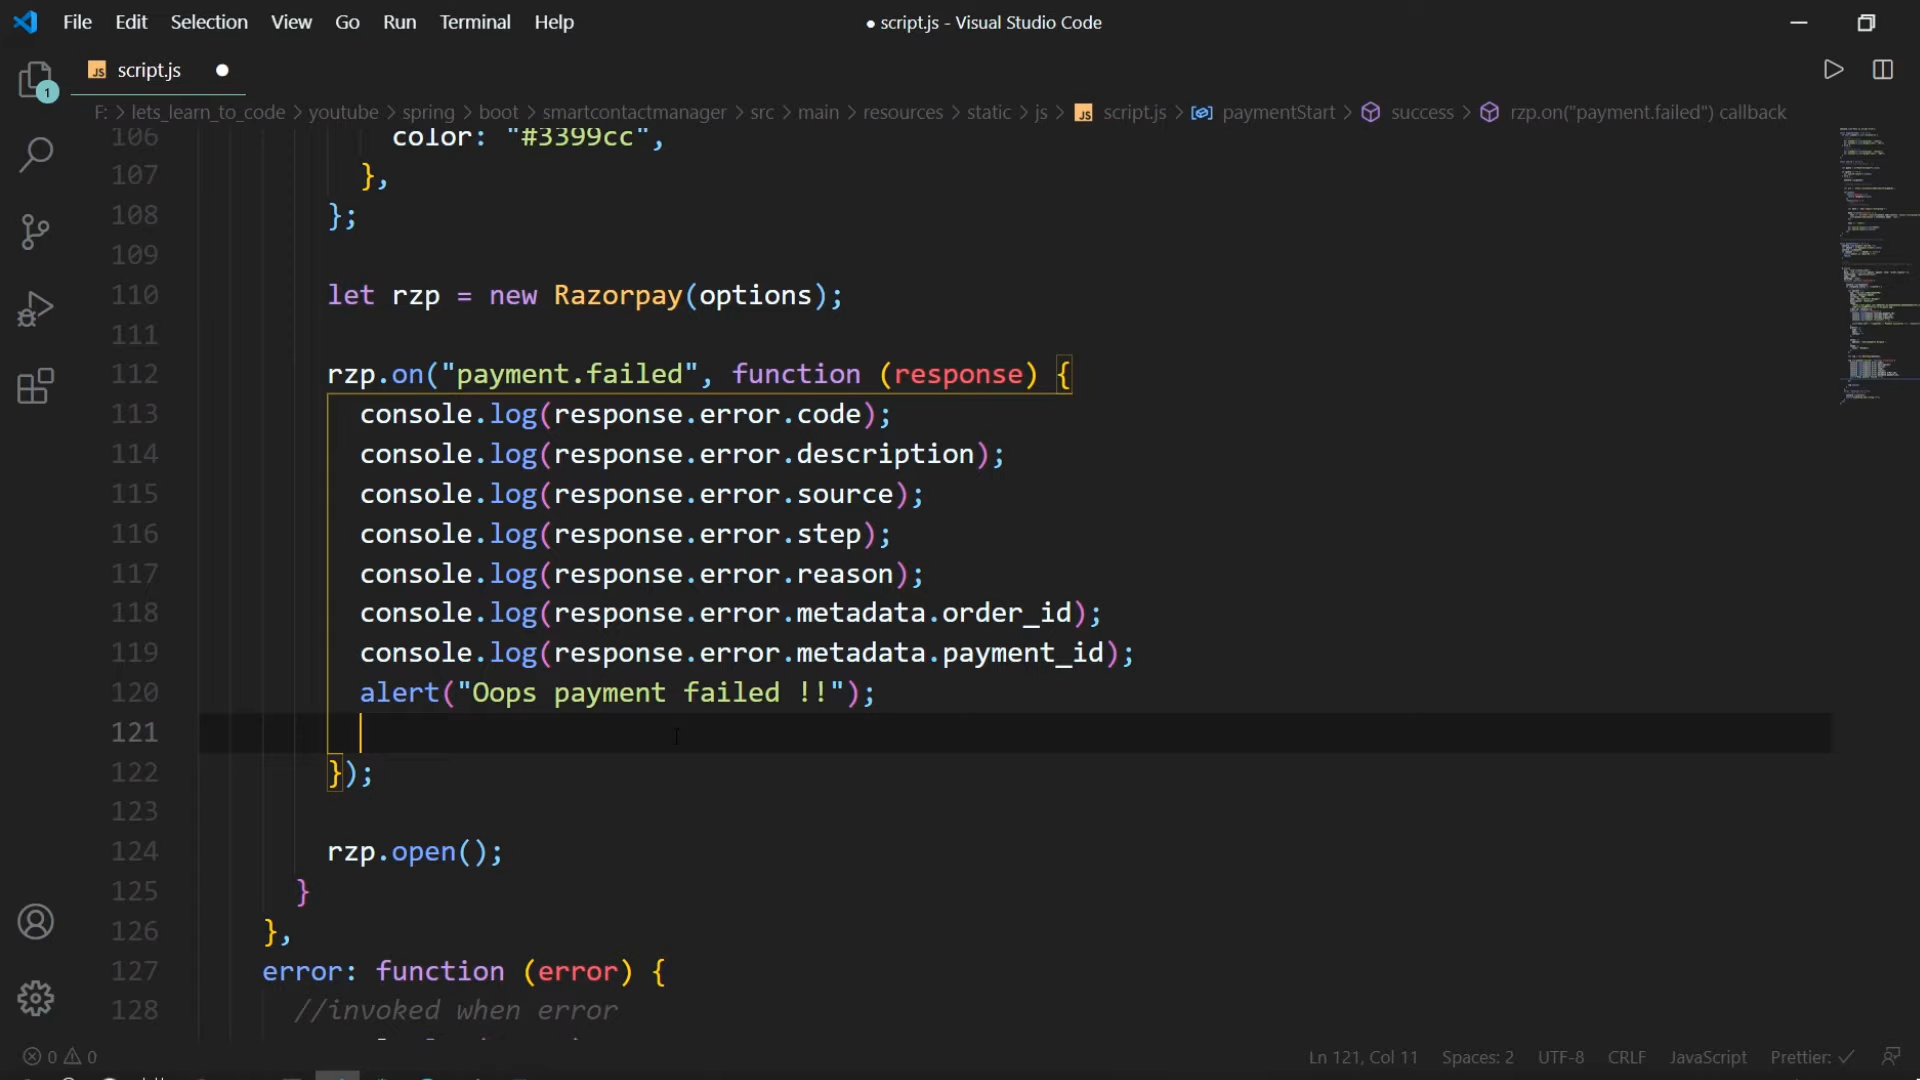 File Edit Selection View Go Run Terminal Help
● script.js - Visual Studio Code
JS script.js ●
F: > lets_learn_to_code > youtube > spring > boot > smartcontactmanager > src > main > resources > static > js > JS script.js > paymentStart > success > rzp.on("payment.failed") callback
1
106 color: "#3399cc",
107 },
108 };
109
110 let rzp = new Razorpay(options);
111
112 rzp.on("payment.failed", function (response) {
113 console.log(response.error.code);
114 console.log(response.error.description);
115 console.log(response.error.source);
116 console.log(response.error.step);
117 console.log(response.error.reason);
118 console.log(response.error.metadata.order_id);
119 console.log(response.error.metadata.payment_id);
120 alert("Oops payment failed !!");
121
122 });
123
124 rzp.open();
125 }
126 },
127 error: function (error) {
128 //invoked when error
0 0
Ln 121, Col 11 Spaces: 2 UTF-8 CRLF JavaScript Prettier: ✓